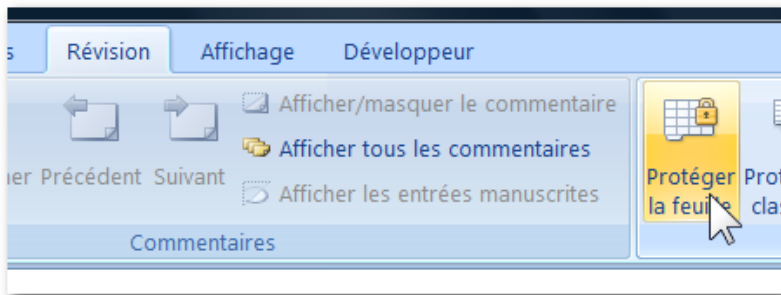 Révision Affichage Développeur
Afficher/masquer le commentaire
Afficher tous les commentaires
Précédent Suivant
Afficher les entrées manuscrites
Protéger
la feuille
Commentaires